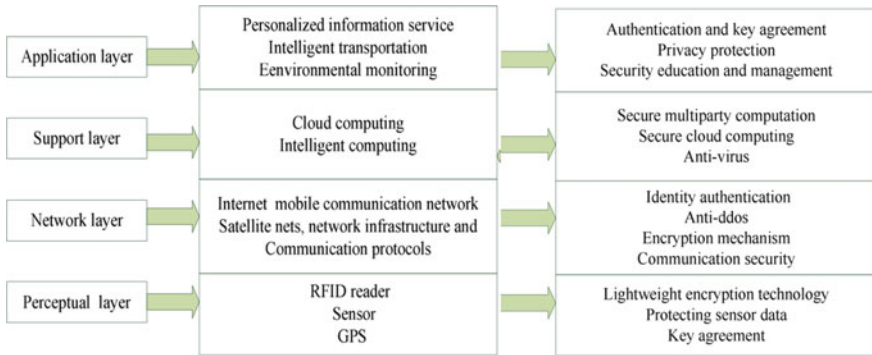 Application layer
Personalized information service
Intelligent transportation
Eenvironmental monitoring
Authentication and key agreement
Privacy protection
Security education and management
Support layer
Cloud computing
Intelligent computing
Secure multiparty computation
Secure cloud computing
Anti-virus
Network layer
Internet mobile communication network
Satellite nets, network infrastructure and
Communication protocols
Identity authentication
Anti-ddos
Encryption mechanism
Communication security
Perceptual layer
RFID reader
Sensor
GPS
Lightweight encryption technology
Protecting sensor data
Key agreement